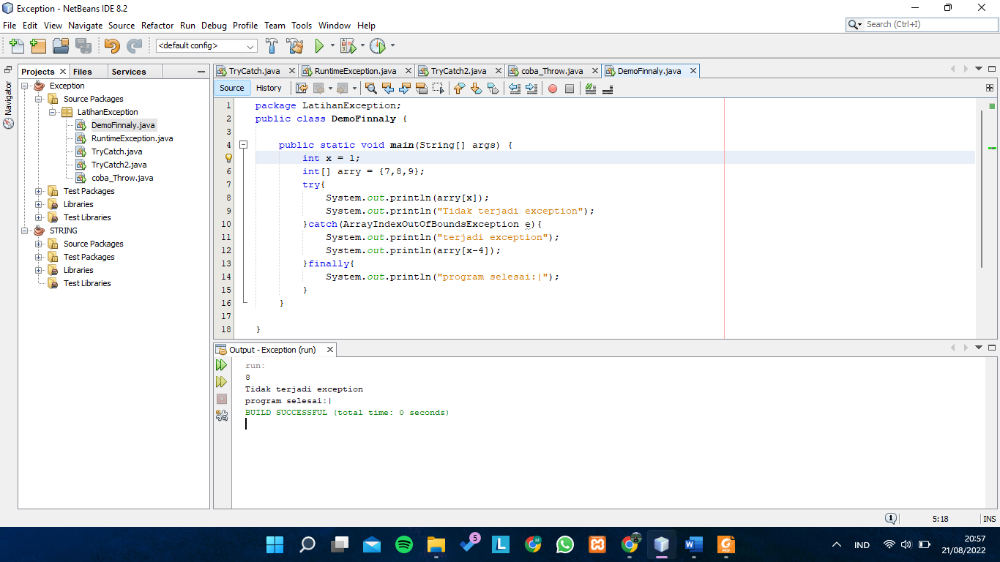 Exception - NetBeans IDE 8.2
File Edit View Navigate Source Refactor Run Debug Profile Team Tools Window Help
Search (Ctrl+I)
<default config>
Projects Files Services
Navigator
Exception
Source Packages
LatihanException
DemoFinnaly.java
RuntimeException.java
TryCatch.java
TryCatch2.java
coba_Throw.java
Test Packages
Libraries
Test Libraries
STRING
Source Packages
Test Packages
Libraries
Test Libraries
TryCatch.java RuntimeException.java TryCatch2.java coba_Throw.java DemoFinnaly.java
Source History
1 package LatihanException;
2 public class DemoFinnaly {
3
4 public static void main(String[] args) {
int x = 1;
6 int[] arry = {7,8,9};
7 try{
8 System.out.println(arry[x]);
9 System.out.println("Tidak terjadi exception");
10 }catch(ArrayIndexOutOfBoundsException e){
11 System.out.println("terjadi exception");
12 System.out.println(arry[x-4]);
13 }finally{
14 System.out.println("program selesai:|");
15 }
16 }
17
18 }
Output - Exception (run)
run:
8
Tidak terjadi exception
program selesai:|
BUILD SUCCESSFUL (total time: 0 seconds)
1 5:18 INS
5
L
M
W
PDF
IND
20:57
21/08/2022